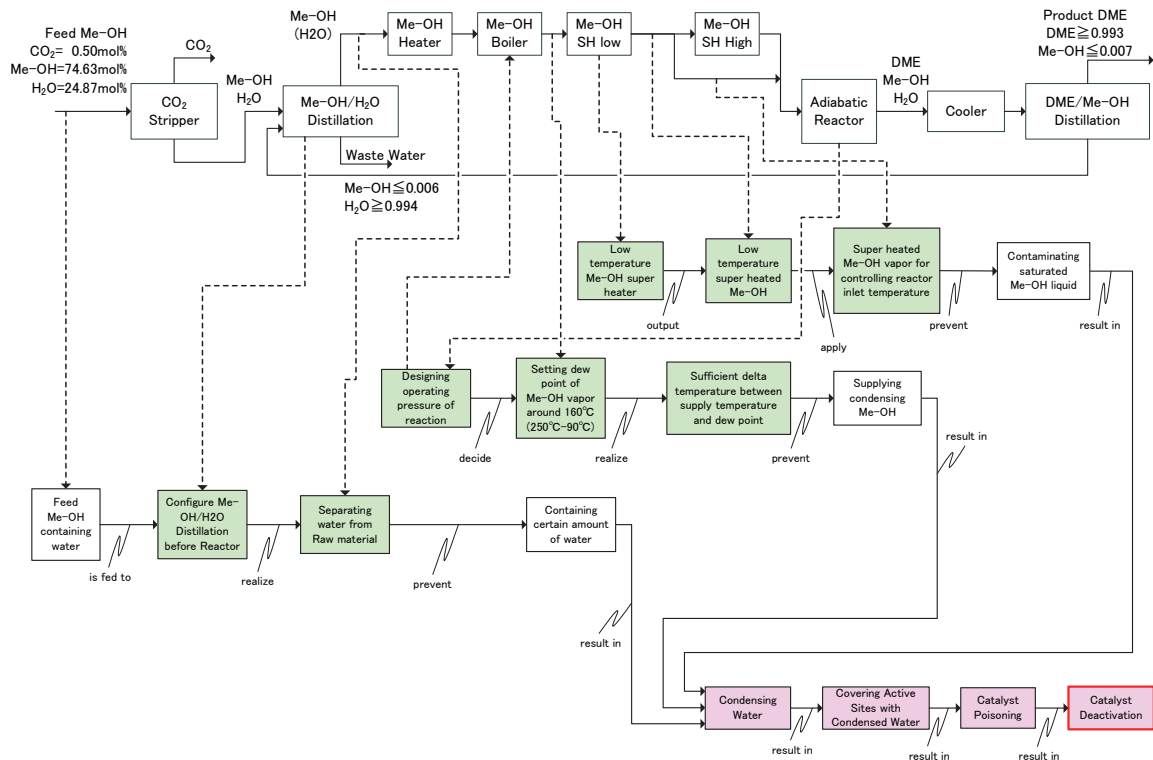 Feed Me-OH
CO₂= 0.50mol%
Me-OH=74.63mol%
H₂O=24.87mol%
CO₂
CO₂
Stripper
Me-OH
H₂O
Me-OH/H₂O
Distillation
Me-OH
(H2O)
Waste Water
Me-OH≦0.006
H₂O≧0.994
Me-OH
Heater
Me-OH
Boiler
Me-OH
SH low
Me-OH
SH High
Adiabatic
Reactor
DME
Me-OH
H₂O
Cooler
DME/Me-OH
Distillation
Product DME
DME≧0.993
Me-OH≦0.007
Low
temperature
Me-OH super
heater
output
Low
temperature
super heated
Me-OH
apply
Super heated
Me-OH vapor for
controlling reactor
inlet temperature
prevent
Contaminating
saturated
Me-OH liquid
result in
Designing
operating
pressure of
reaction
decide
Setting dew
point of
Me-OH vapor
around 160℃
(250℃-90℃)
realize
Sufficient delta
temperature between
supply temperature
and dew point
prevent
Supplying
condensing
Me-OH
result in
Feed
Me-OH
containing
water
is fed to
Configure Me-
OH/H2O
Distillation
before Reactor
realize
Separating
water from
Raw material
prevent
Containing
certain amount
of water
result in
Condensing
Water
result in
Covering Active
Sites with
Condensed Water
result in
Catalyst
Poisoning
result in
Catalyst
Deactivation